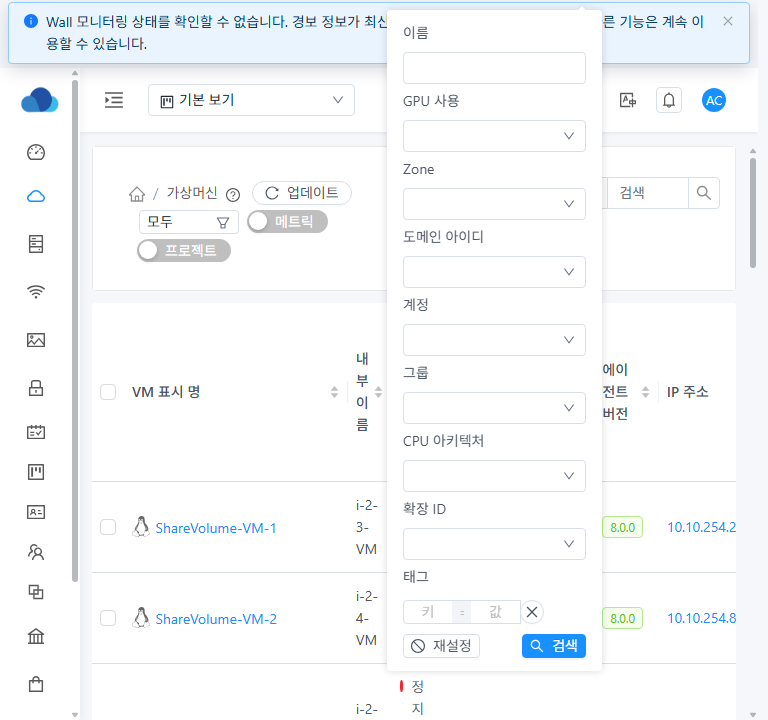 Wall 모니터링 상태를 확인할 수 없습니다. 경보 정보가 최신 른 기능은 계속 이
용할 수 있습니다.
기본 보기
AC
/ 가상머신
업데이트
검색
모두
메트릭
프로젝트
이름
GPU 사용
Zone
도메인 아이디
계정
그룹
CPU 아키텍처
확장 ID
태그
키 = 값
재설정
검색
VM 표시 명
내
부
이
름
에이
전트
버전
IP 주소
ShareVolume-VM-1
i-2-
3-
VM
8.0.0
10.10.254.2
ShareVolume-VM-2
i-2-
4-
VM
8.0.0
10.10.254.8
i-2-
정
지